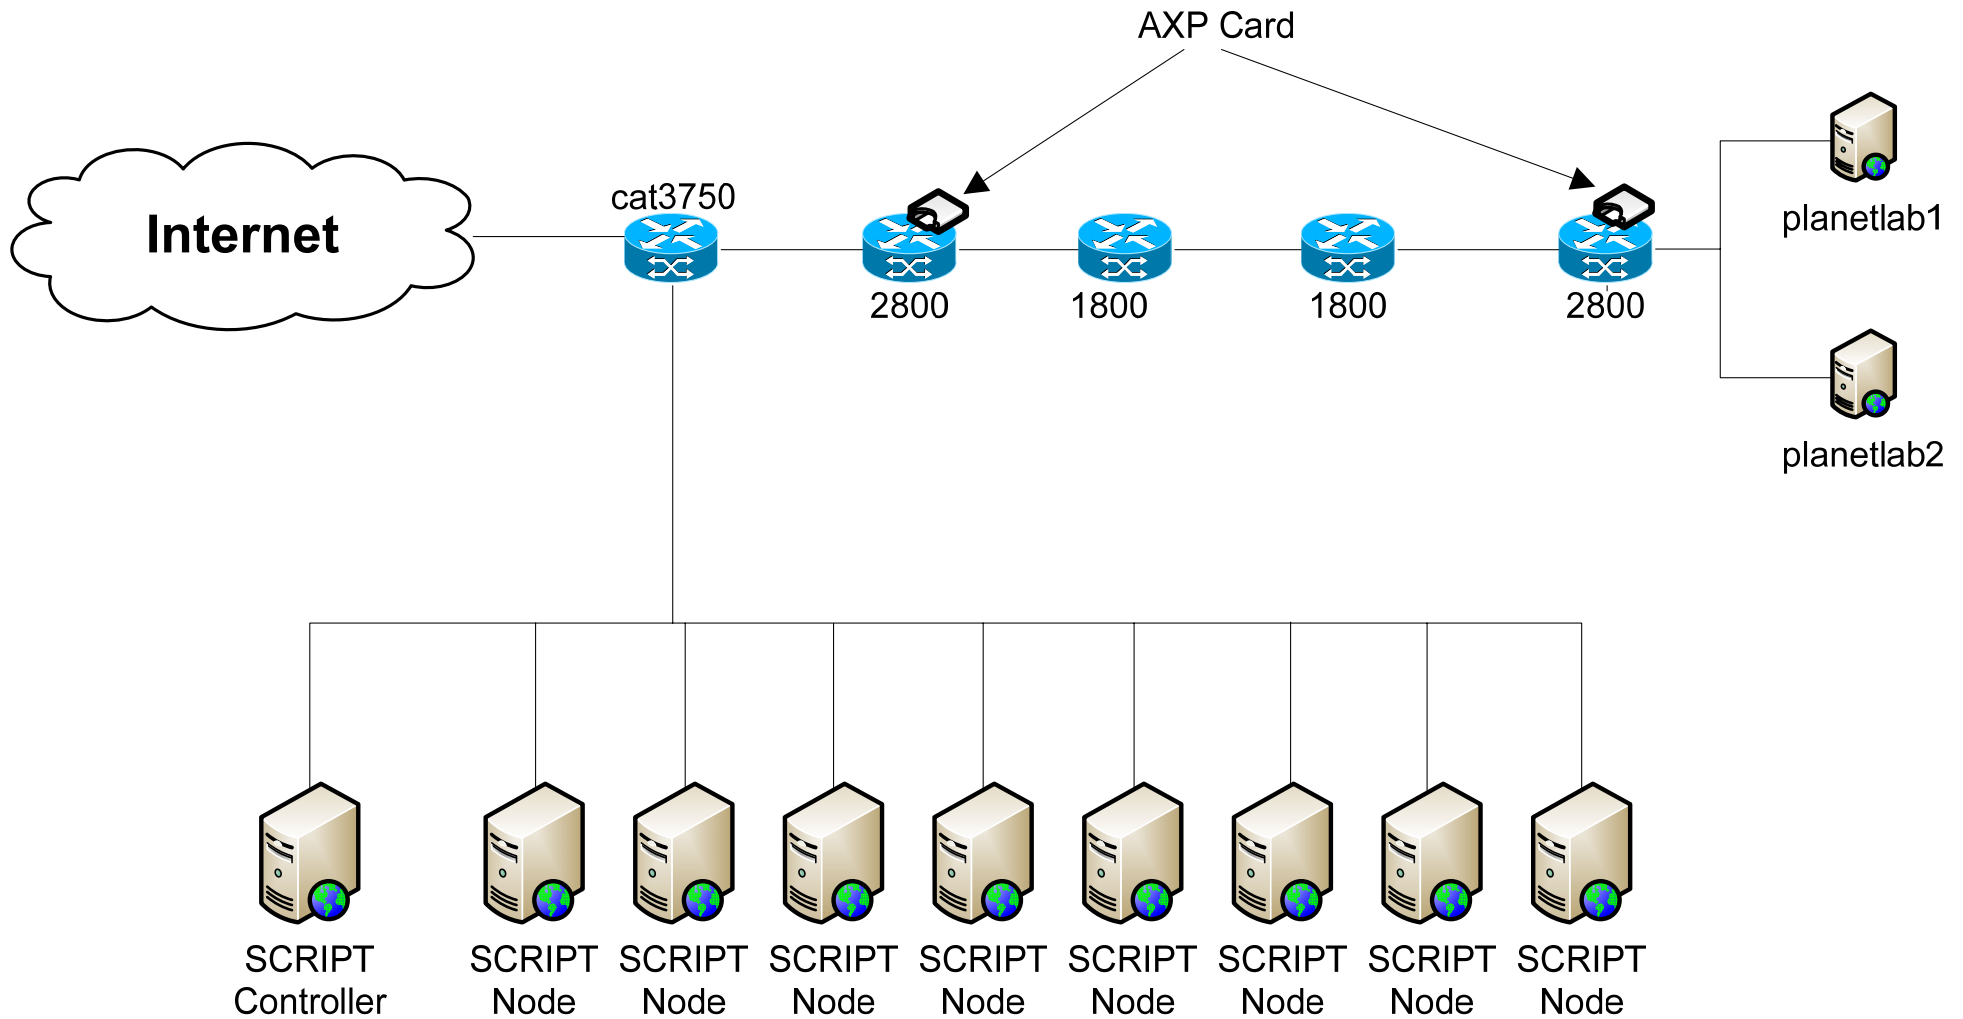 AXP Card
Internet
cat3750
2800
1800
1800
2800
planetlab1
planetlab2
SCRIPT
Controller
SCRIPT
Node
SCRIPT
Node
SCRIPT
Node
SCRIPT
Node
SCRIPT
Node
SCRIPT
Node
SCRIPT
Node
SCRIPT
Node